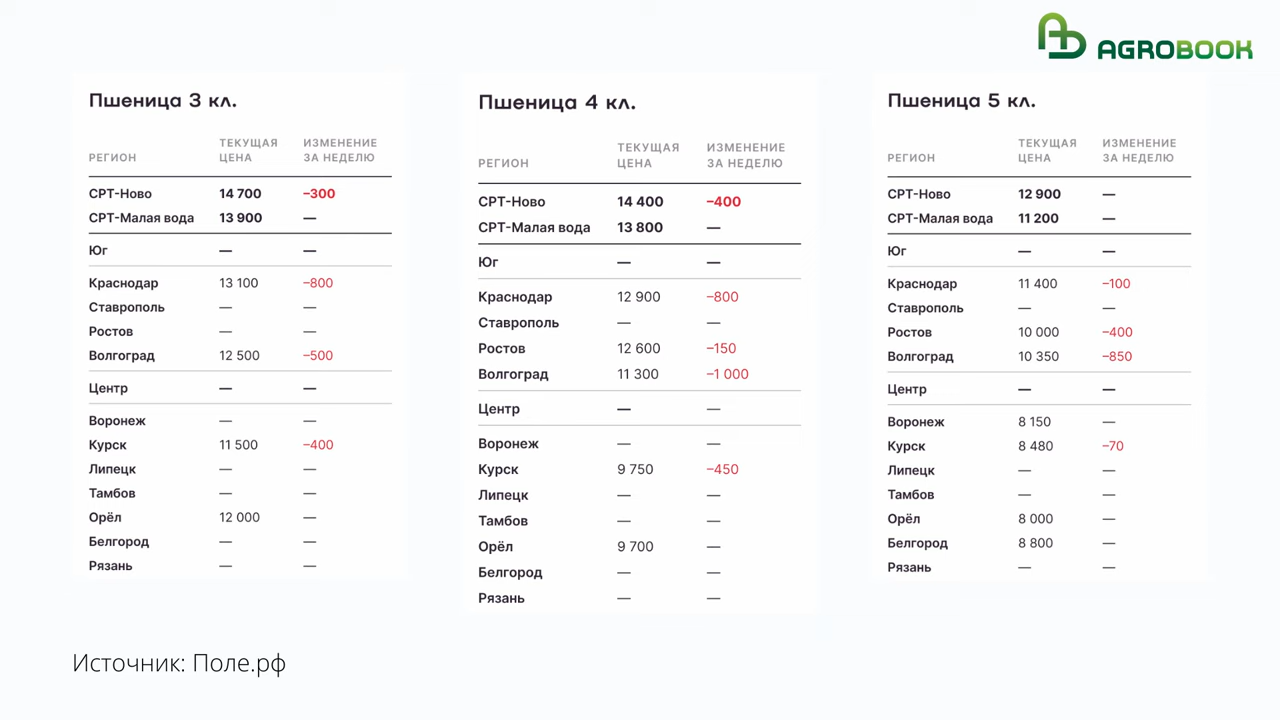 AGROBOOK
Пшеница 3 кл.
РЕГИОН ТЕКУЩАЯ ЦЕНА ИЗМЕНЕНИЕ ЗА НЕДЕЛЮ
СРТ-Ново 14 700 –300
СРТ-Малая вода 13 900 —
Юг — —
Краснодар 13 100 –800
Ставрополь — —
Ростов — —
Волгоград 12 500 –500
Центр — —
Воронеж — —
Курск 11 500 –400
Липецк — —
Тамбов — —
Орёл 12 000 —
Белгород — —
Рязань — —
Пшеница 4 кл.
РЕГИОН ТЕКУЩАЯ ЦЕНА ИЗМЕНЕНИЕ ЗА НЕДЕЛЮ
СРТ-Ново 14 400 –400
СРТ-Малая вода 13 800 —
Юг — —
Краснодар 12 900 –800
Ставрополь — —
Ростов 12 600 –150
Волгоград 11 300 –1 000
Центр — —
Воронеж — —
Курск 9 750 –450
Липецк — —
Тамбов — —
Орёл 9 700 —
Белгород — —
Рязань — —
Пшеница 5 кл.
РЕГИОН ТЕКУЩАЯ ЦЕНА ИЗМЕНЕНИЕ ЗА НЕДЕЛЮ
СРТ-Ново 12 900 —
СРТ-Малая вода 11 200 —
Юг — —
Краснодар 11 400 –100
Ставрополь — —
Ростов 10 000 –400
Волгоград 10 350 –850
Центр — —
Воронеж 8 150 —
Курск 8 480 –70
Липецк — —
Тамбов — —
Орёл 8 000 —
Белгород 8 800 —
Рязань — —
Источник: Поле.рф